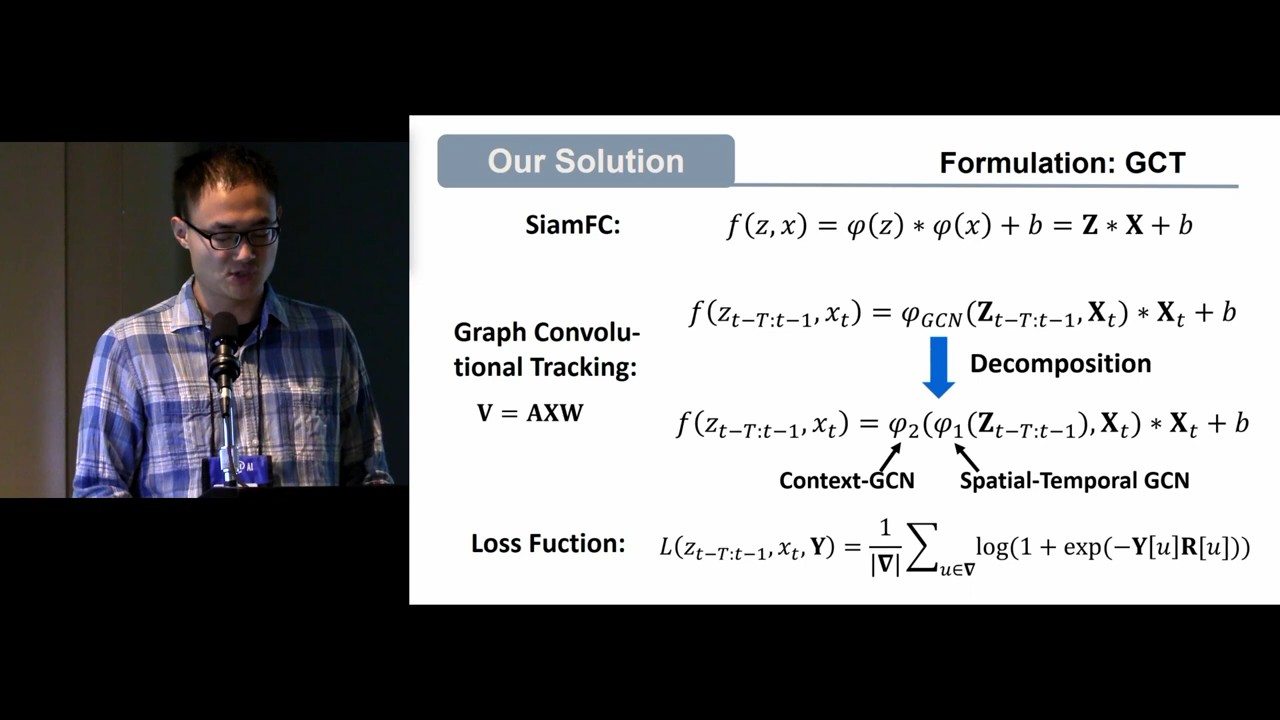 Our Solution
Formulation: GCT
SiamFC:
f(z, x) = φ(z) ∗ φ(x) + b = Z ∗ X + b
f(z_{t−T:t−1}, x_t) = φ_{GCN}(Z_{t−T:t−1}, X_t) ∗ X_t + b
Graph Convolu-
tional Tracking:
Decomposition
V = AXW
f(z_{t−T:t−1}, x_t) = φ_2(φ_1(Z_{t−T:t−1}), X_t) ∗ X_t + b
Context-GCN
Spatial-Temporal GCN
Loss Fuction:
L(z_{t−T:t−1}, x_t, Y) = \frac{1}{|∇|} ∑_{u∈∇} log(1 + exp(−Y[u]R[u]))
AI